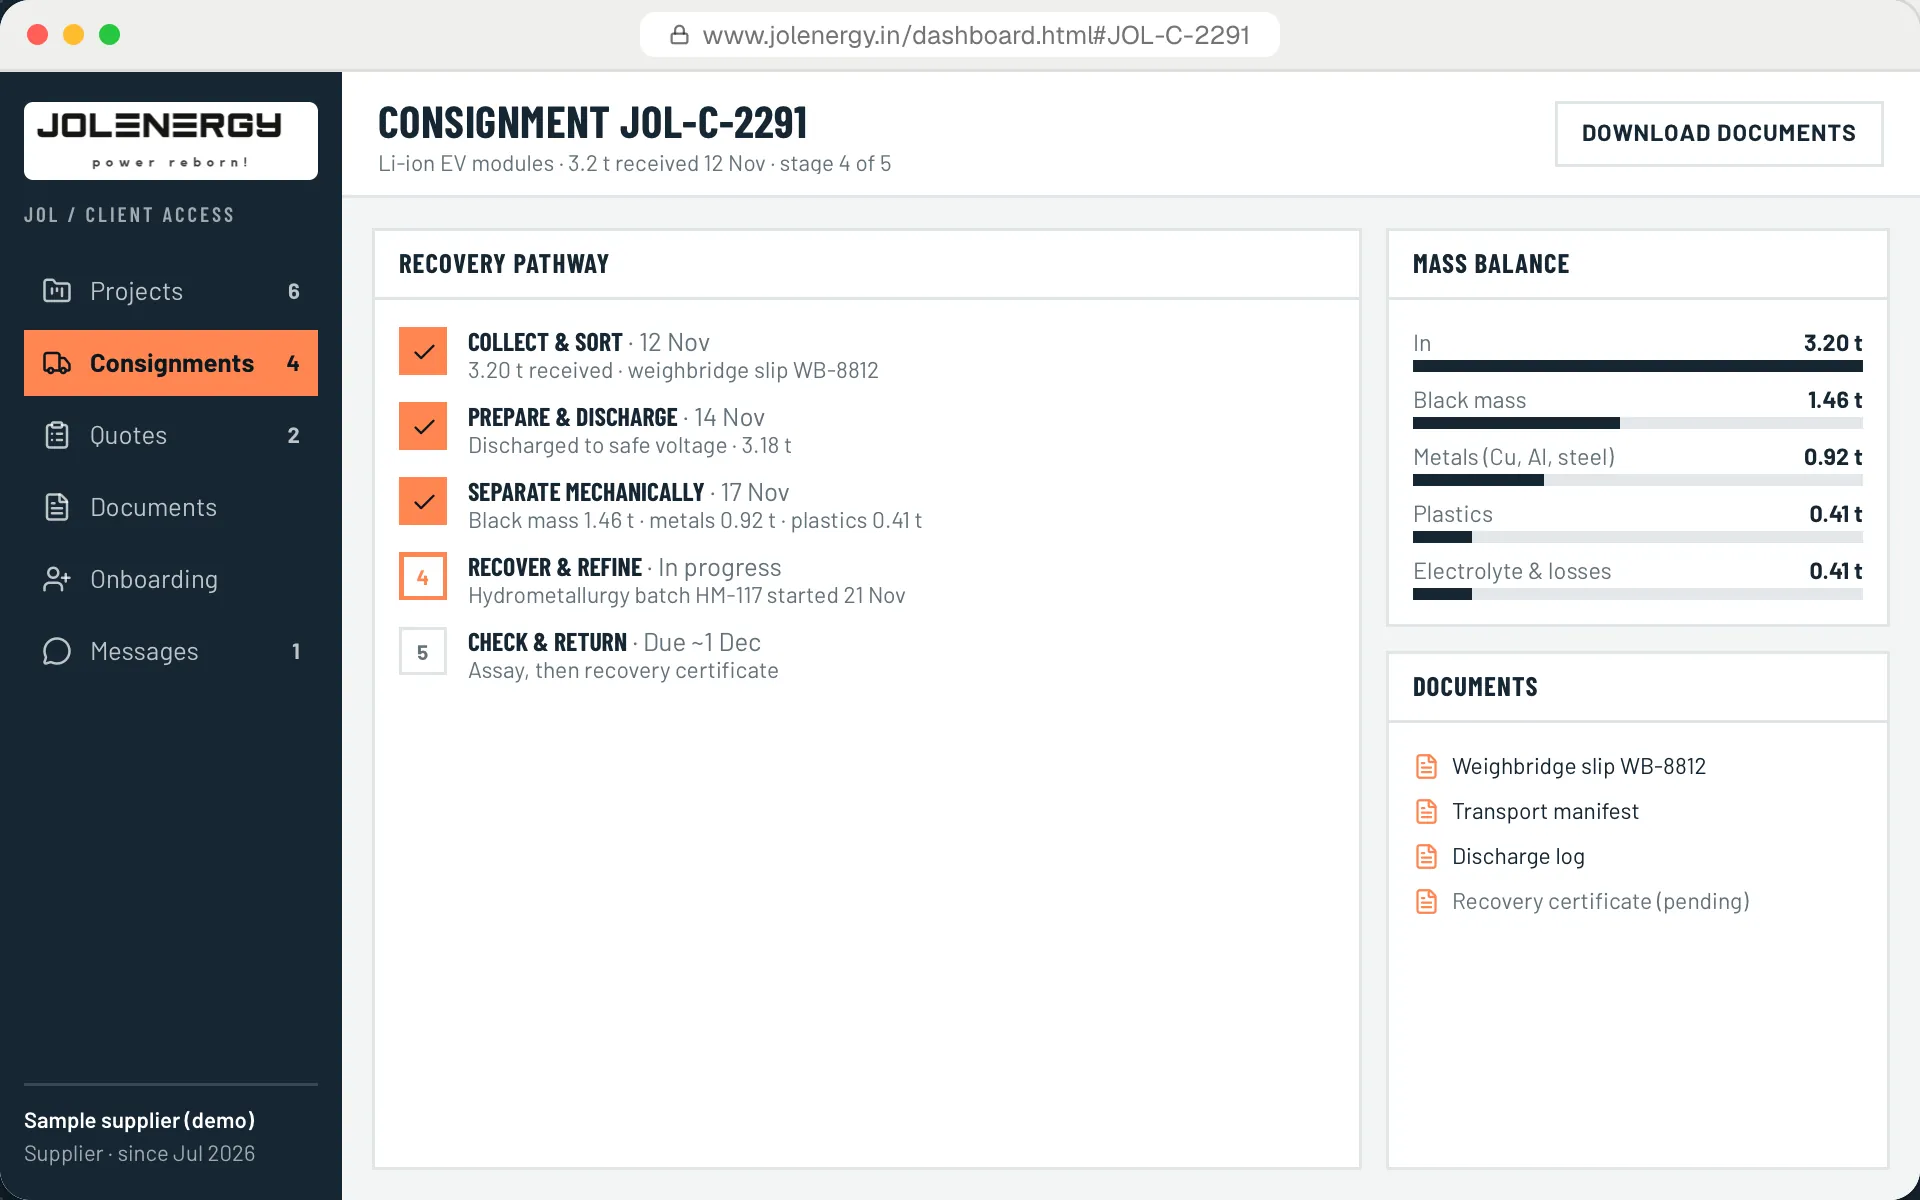 www.jolenergy.in/dashboard.html#JOL-C-2291
JOLENERGY
power reborn!
JOL / CLIENT ACCESS
Projects 6
Consignments 4
Quotes 2
Documents
Onboarding
Messages 1
Sample supplier (demo)
Supplier · since Jul 2026
CONSIGNMENT JOL-C-2291
Li-ion EV modules · 3.2 t received 12 Nov · stage 4 of 5
DOWNLOAD DOCUMENTS
RECOVERY PATHWAY
COLLECT & SORT · 12 Nov
3.20 t received · weighbridge slip WB-8812
PREPARE & DISCHARGE · 14 Nov
Discharged to safe voltage · 3.18 t
SEPARATE MECHANICALLY · 17 Nov
Black mass 1.46 t · metals 0.92 t · plastics 0.41 t
4 RECOVER & REFINE · In progress
Hydrometallurgy batch HM-117 started 21 Nov
5 CHECK & RETURN · Due ~1 Dec
Assay, then recovery certificate
MASS BALANCE
In 3.20 t
Black mass 1.46 t
Metals (Cu, Al, steel) 0.92 t
Plastics 0.41 t
Electrolyte & losses 0.41 t
DOCUMENTS
Weighbridge slip WB-8812
Transport manifest
Discharge log
Recovery certificate (pending)